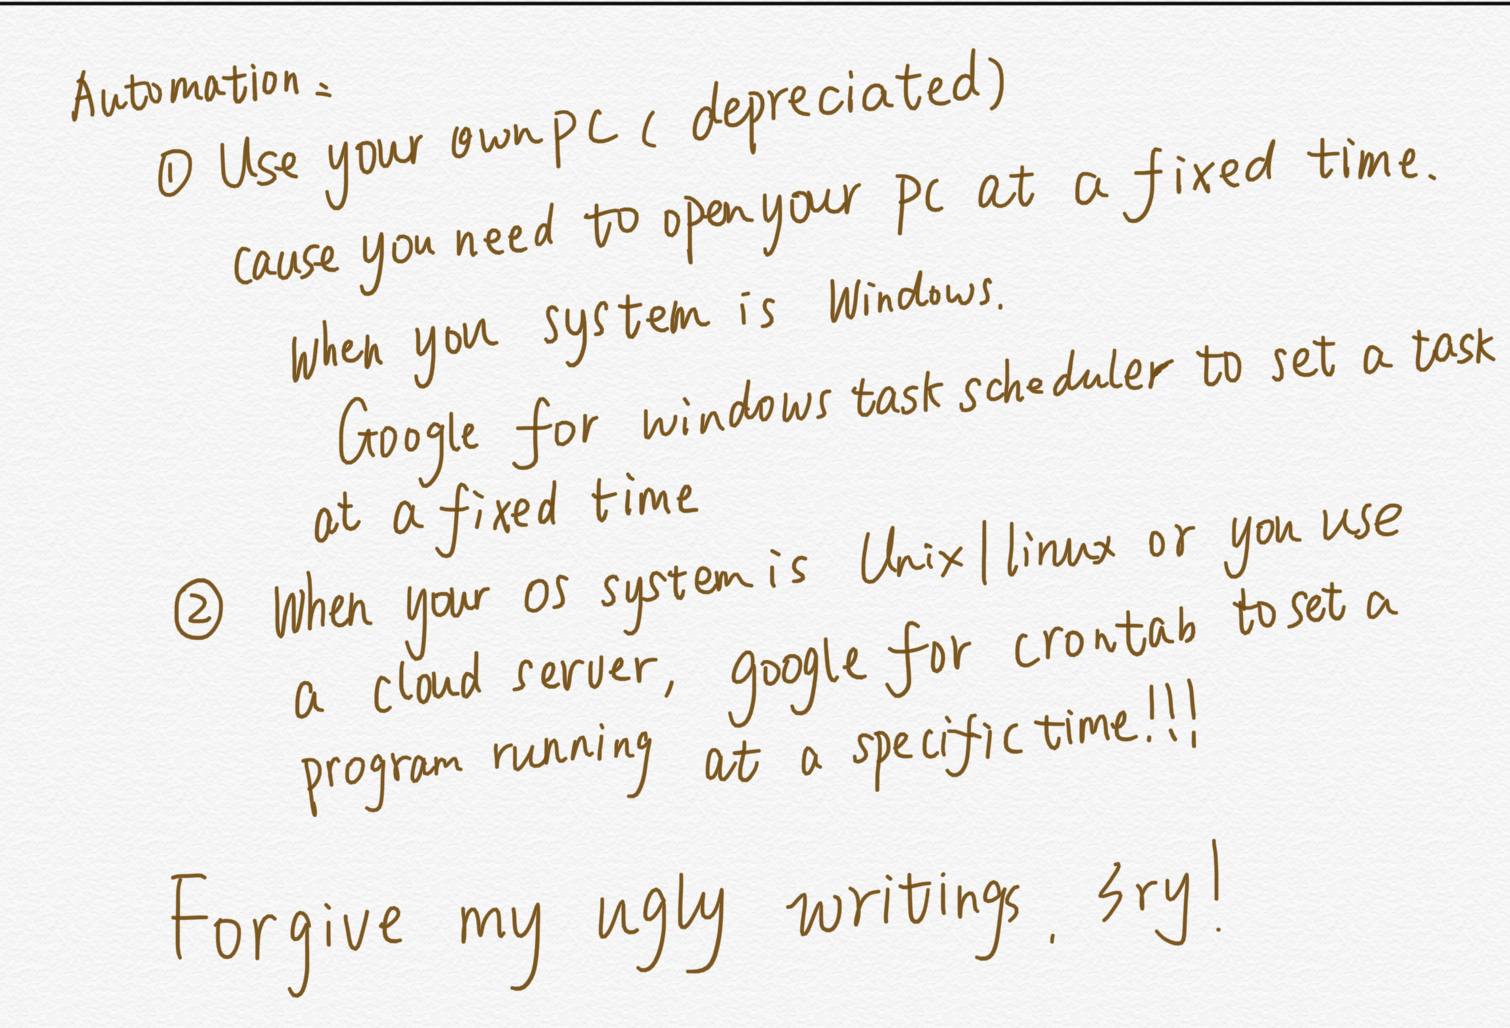 Automation:
① Use your own PC ( depreciated)
cause you need to open your PC at a fixed time.
When you system is Windows.
Google for windows task scheduler to set a task
at a fixed time
② When your OS system is Unix|linux or you use
a cloud server, google for crontab to set a
program running at a specific time!!!
Forgive my ugly writings, Sry!